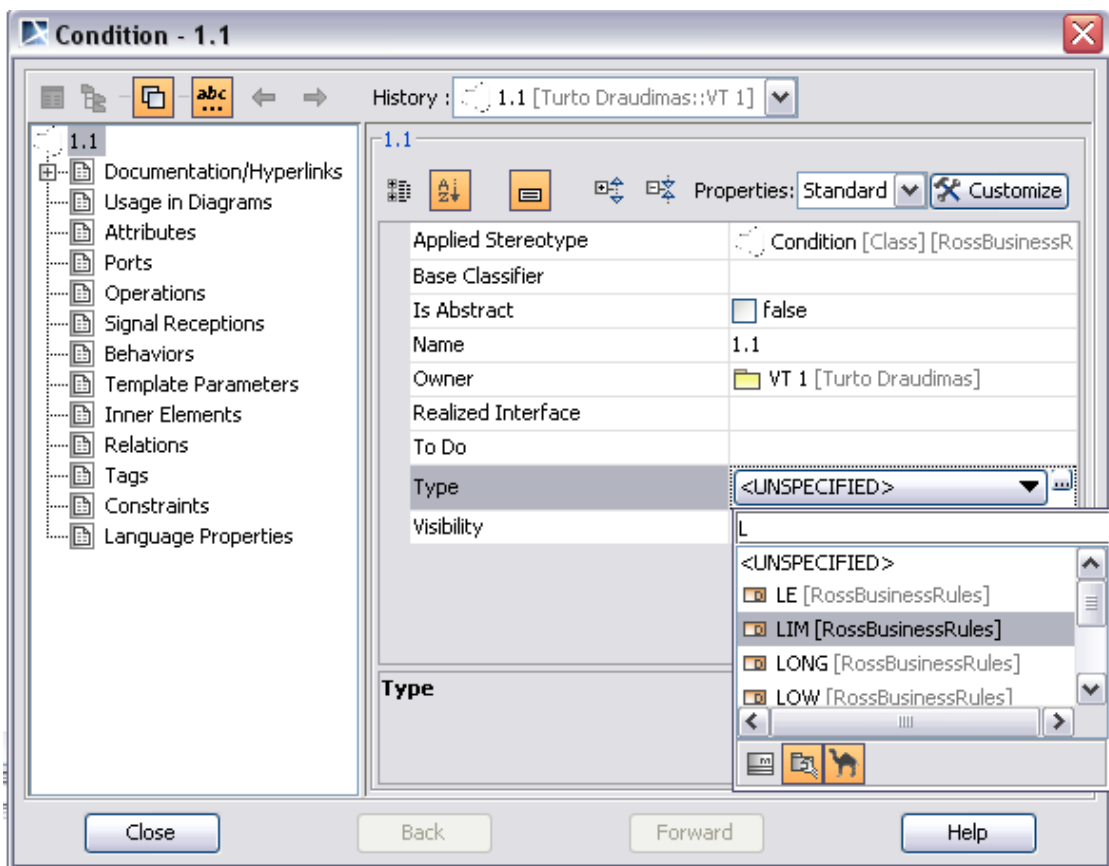 Condition - 1.1
abc
History : 1.1 [Turto Draudimas::VT 1]
1.1
Documentation/Hyperlinks
Usage in Diagrams
Attributes
Ports
Operations
Signal Receptions
Behaviors
Template Parameters
Inner Elements
Relations
Tags
Constraints
Language Properties
1.1
Properties: Standard Customize
Applied Stereotype Condition [Class] [RossBusinessR
Base Classifier
Is Abstract false
Name 1.1
Owner VT 1 [Turto Draudimas]
Realized Interface
To Do
Type <UNSPECIFIED> ...
Visibility
L
<UNSPECIFIED>
LE [RossBusinessRules]
LIM [RossBusinessRules]
LONG [RossBusinessRules]
LOW [RossBusinessRules]
Type
Close Back Forward Help